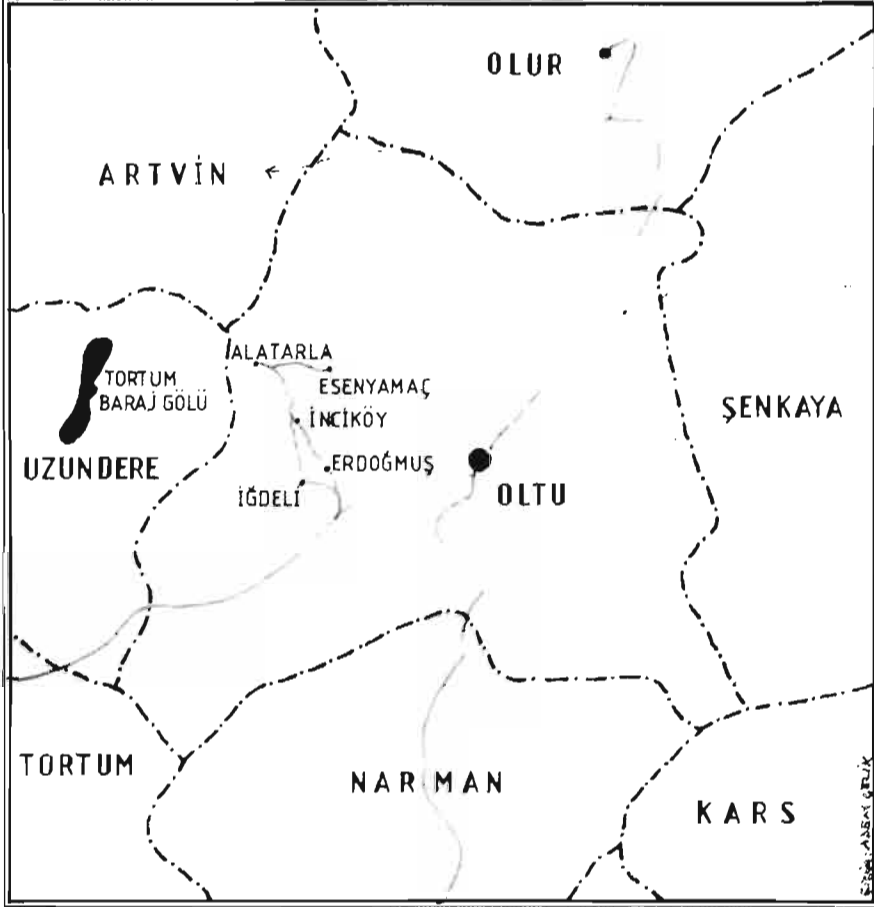 OLUR
ARTVİN
ALATARLA
TORTUM
BARAJ GÖLÜ
ESENYAMAÇ
ŞENKAYA
İNCİKÖY
UZUNDERE
ERDOĞMUŞ
İĞDELİ
OLTU
TORTUM
NARMAN
KARS